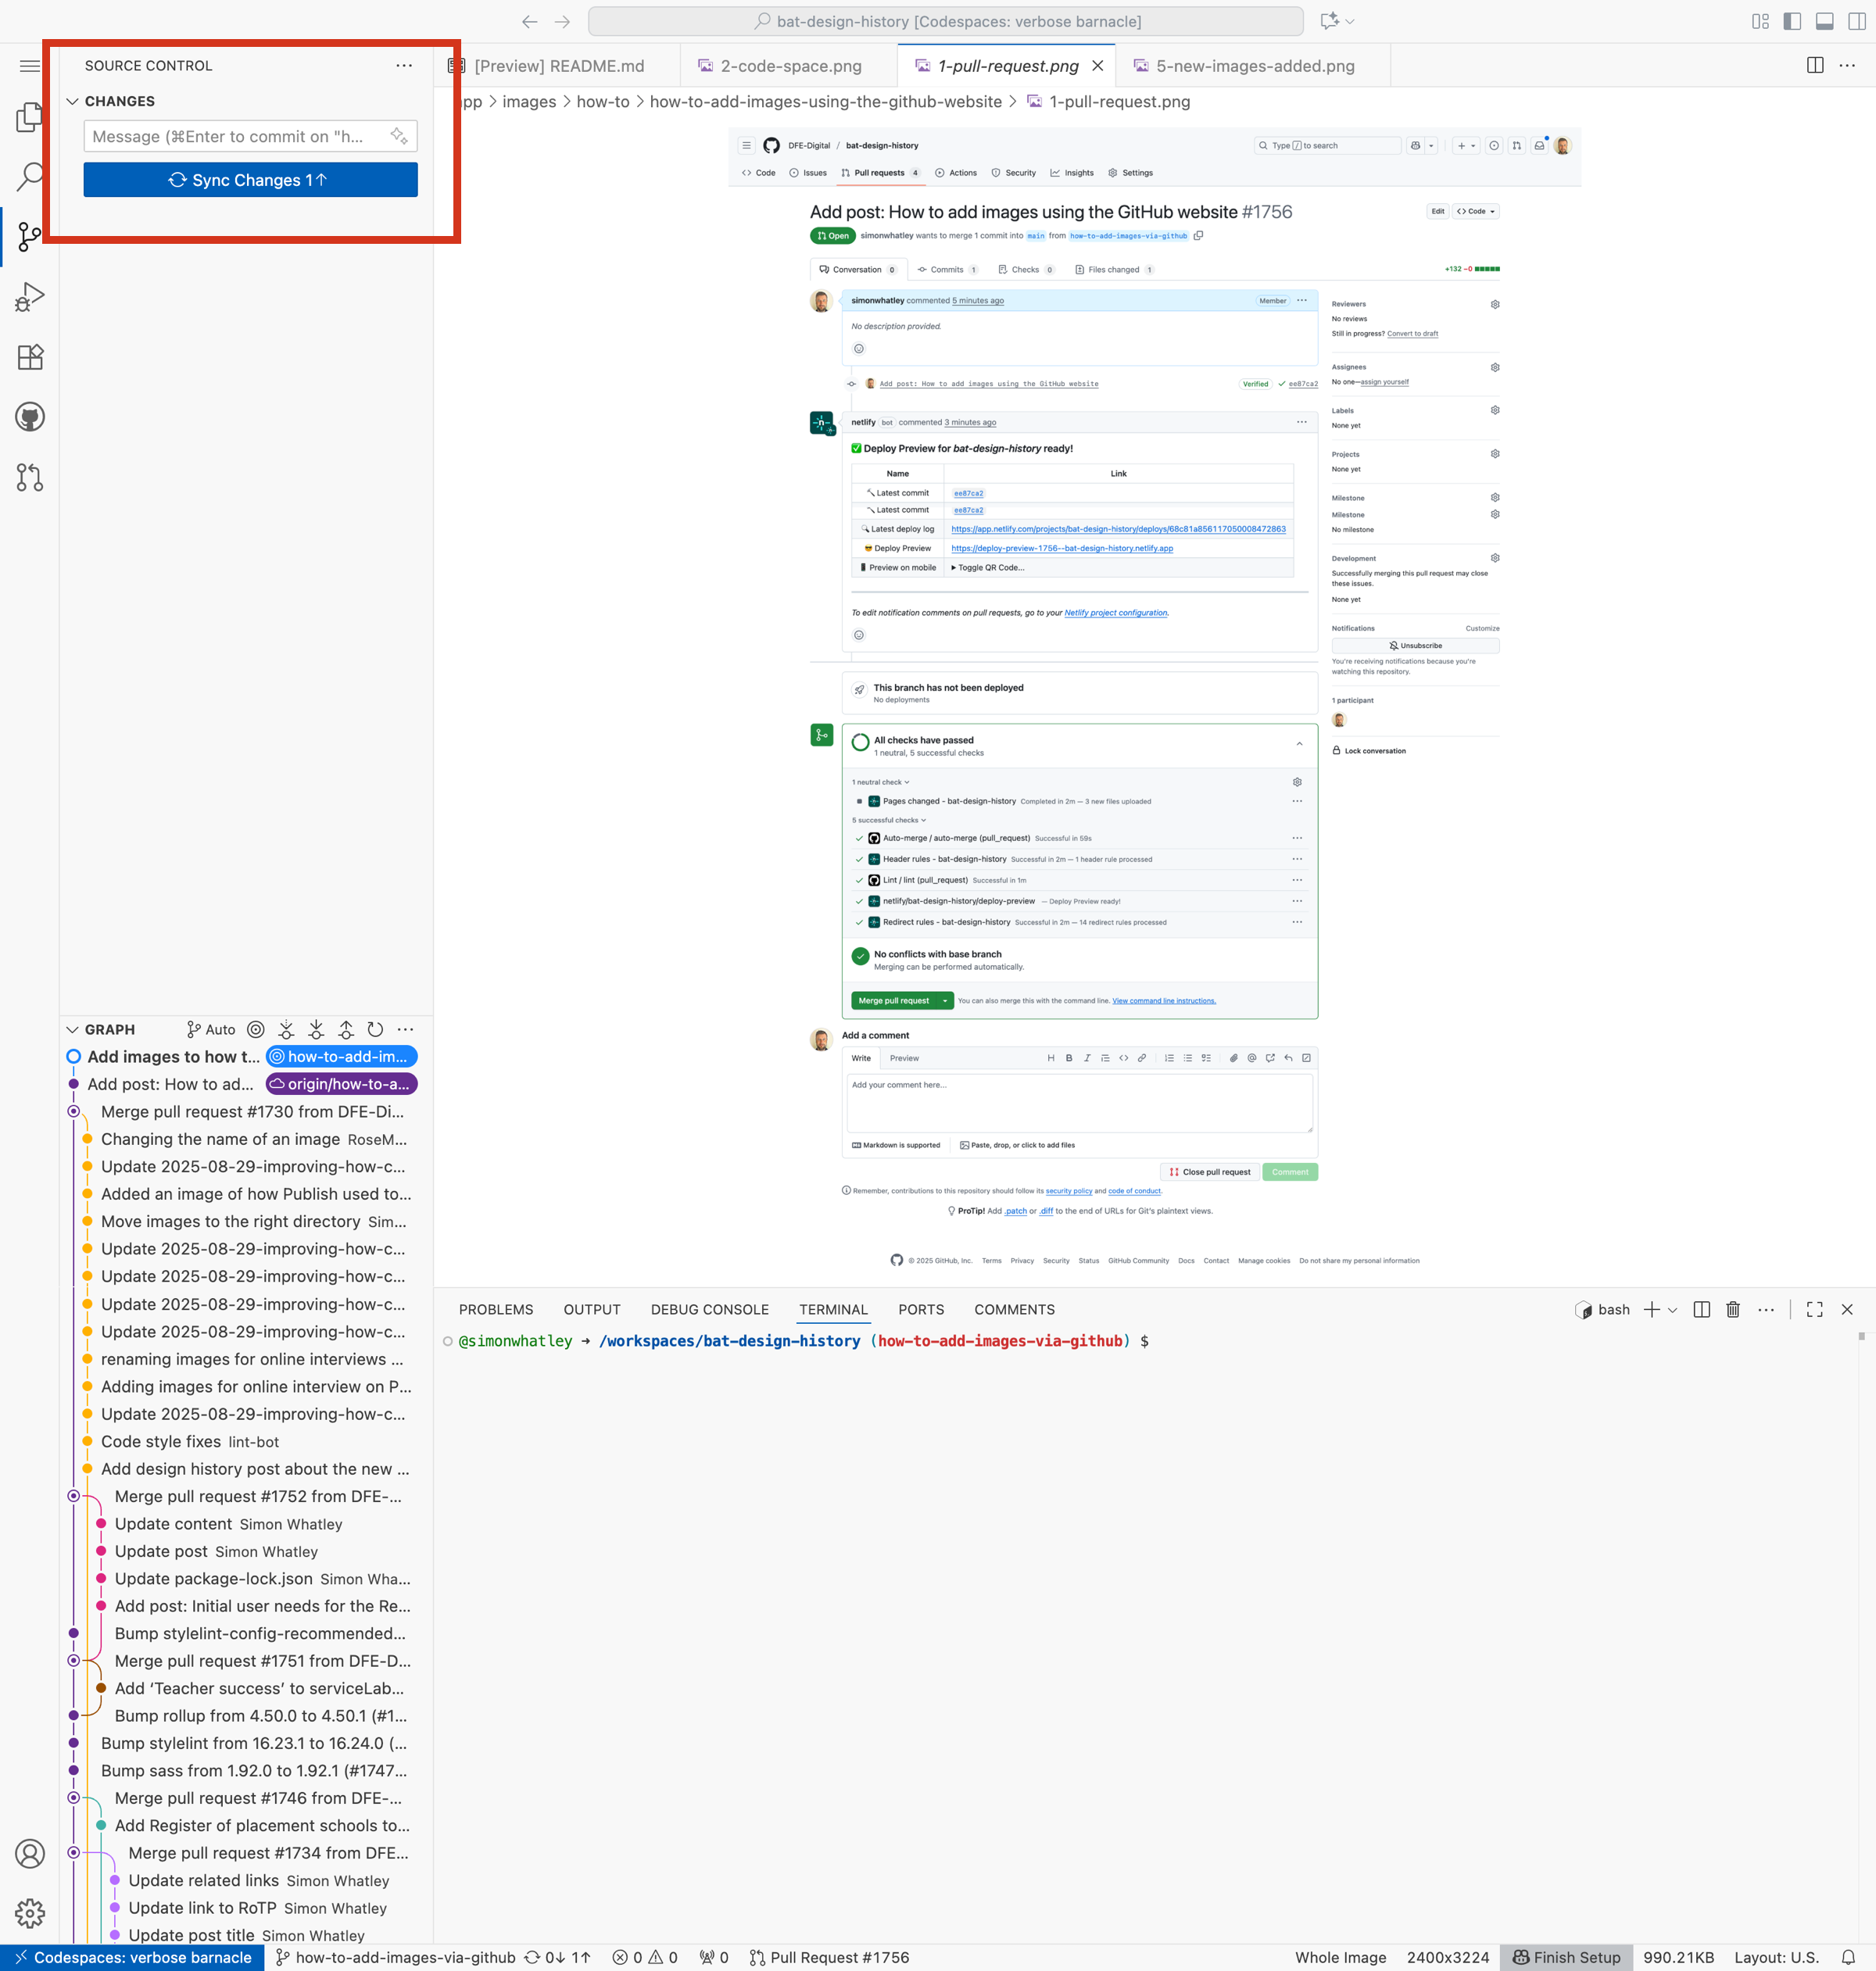 bat-design-history [Codespaces: verbose barnacle]
SOURCE CONTROL
CHANGES
Message (⌘Enter to commit on "h...
Sync Changes 1↑
[Preview] README.md
2-code-space.png
1-pull-request.png
5-new-images-added.png
pp > images > how-to > how-to-add-images-using-the-github-website > 1-pull-request.png
DFE-Digital / bat-design-history
Type / to search
Code
Issues
Pull requests 4
Actions
Security
Insights
Settings
Add post: How to add images using the GitHub website #1756
Edit
Code
Open
simonwhatley wants to merge 1 commit into main from how-to-add-images-via-github
Conversation 0
Commits 1
Checks 0
Files changed 1
+132 −0
simonwhatley commented 5 minutes ago
Member
No description provided.
Add post: How to add images using the GitHub website
Verified
ee87ca2
netlify bot commented 3 minutes ago
✅ Deploy Preview for bat-design-history ready!
Name Link
🔨 Latest commit ee87ca2
Latest commit ee87ca2
🔍 Latest deploy log https://app.netlify.com/projects/bat-design-history/deploys/68c81a856117050008472863
😎 Deploy Preview https://deploy-preview-1756--bat-design-history.netlify.app
📱 Preview on mobile ▶ Toggle QR Code...
To edit notification comments on pull requests, go to your Netlify project configuration.
This branch has not been deployed
No deployments
All checks have passed
1 neutral, 5 successful checks
1 neutral check
Pages changed - bat-design-history Completed in 2m — 3 new files uploaded
5 successful checks
Auto-merge / auto-merge (pull_request) Successful in 59s
Header rules - bat-design-history Successful in 2m — 1 header rule processed
Lint / lint (pull_request) Successful in 1m
netlify/bat-design-history/deploy-preview — Deploy Preview ready!
Redirect rules - bat-design-history Successful in 2m — 14 redirect rules processed
No conflicts with base branch
Merging can be performed automatically.
Merge pull request
You can also merge this with the command line. View command line instructions.
Add a comment
Write
Preview
Add your comment here...
Markdown is supported
Paste, drop, or click to add files
Close pull request
Comment
Remember, contributions to this repository should follow its security policy and code of conduct.
ProTip! Add .patch or .diff to the end of URLs for Git's plaintext views.
© 2025 GitHub, Inc. Terms Privacy Security Status GitHub Community Docs Contact Manage cookies Do not share my personal information
Reviewers
No reviews
Still in progress? Convert to draft
Assignees
No one—assign yourself
Labels
None yet
Projects
None yet
Milestone
Milestone
No milestone
Development
Successfully merging this pull request may close
these issues.
None yet
Notifications Customize
Unsubscribe
You're receiving notifications because you're
watching this repository.
1 participant
Lock conversation
GRAPH
Auto
Add images to how t... how-to-add-im...
Add post: How to ad... origin/how-to-a...
Merge pull request #1730 from DFE-Di...
Changing the name of an image RoseM...
Update 2025-08-29-improving-how-c...
Added an image of how Publish used to...
Move images to the right directory Sim...
Update 2025-08-29-improving-how-c...
Update 2025-08-29-improving-how-c...
Update 2025-08-29-improving-how-c...
Update 2025-08-29-improving-how-c...
renaming images for online interviews ...
Adding images for online interview on P...
Update 2025-08-29-improving-how-c...
Code style fixes lint-bot
Add design history post about the new ...
Merge pull request #1752 from DFE-...
Update content Simon Whatley
Update post Simon Whatley
Update package-lock.json Simon Wha...
Add post: Initial user needs for the Re...
Bump stylelint-config-recommended...
Merge pull request #1751 from DFE-D...
Add ‘Teacher success’ to serviceLab...
Bump rollup from 4.50.0 to 4.50.1 (#1...
Bump stylelint from 16.23.1 to 16.24.0 (...
Bump sass from 1.92.0 to 1.92.1 (#1747...
Merge pull request #1746 from DFE-...
Add Register of placement schools to...
Merge pull request #1734 from DFE...
Update related links Simon Whatley
Update link to RoTP Simon Whatley
Update post title Simon Whatley
PROBLEMS
OUTPUT
DEBUG CONSOLE
TERMINAL
PORTS
COMMENTS
bash
@simonwhatley → /workspaces/bat-design-history (how-to-add-images-via-github) $
Codespaces: verbose barnacle
how-to-add-images-via-github
0↓ 1↑
0
0
0
Pull Request #1756
Whole Image
2400x3224
Finish Setup
990.21KB
Layout: U.S.